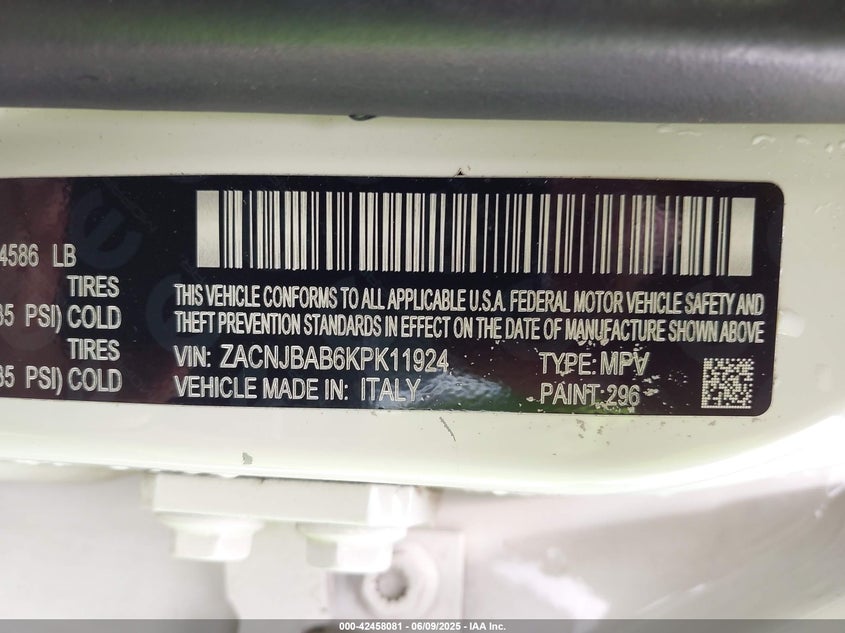 4586 LB
TIRES
35 PSI) COLD
TIRES
35 PSI) COLD
THIS VEHICLE CONFORMS TO ALL APPLICABLE U.S.A. FEDERAL MOTOR VEHICLE SAFETY AND
THEFT PREVENTION STANDARDS IN EFFECT ON THE DATE OF MANUFACTURE SHOWN ABOVE
VIN: ZACNJBAB6KPK11924 TYPE: MPV
VEHICLE MADE IN: ITALY PAINT: 296
000-42458081 - 06/09/2025 - IAA Inc.